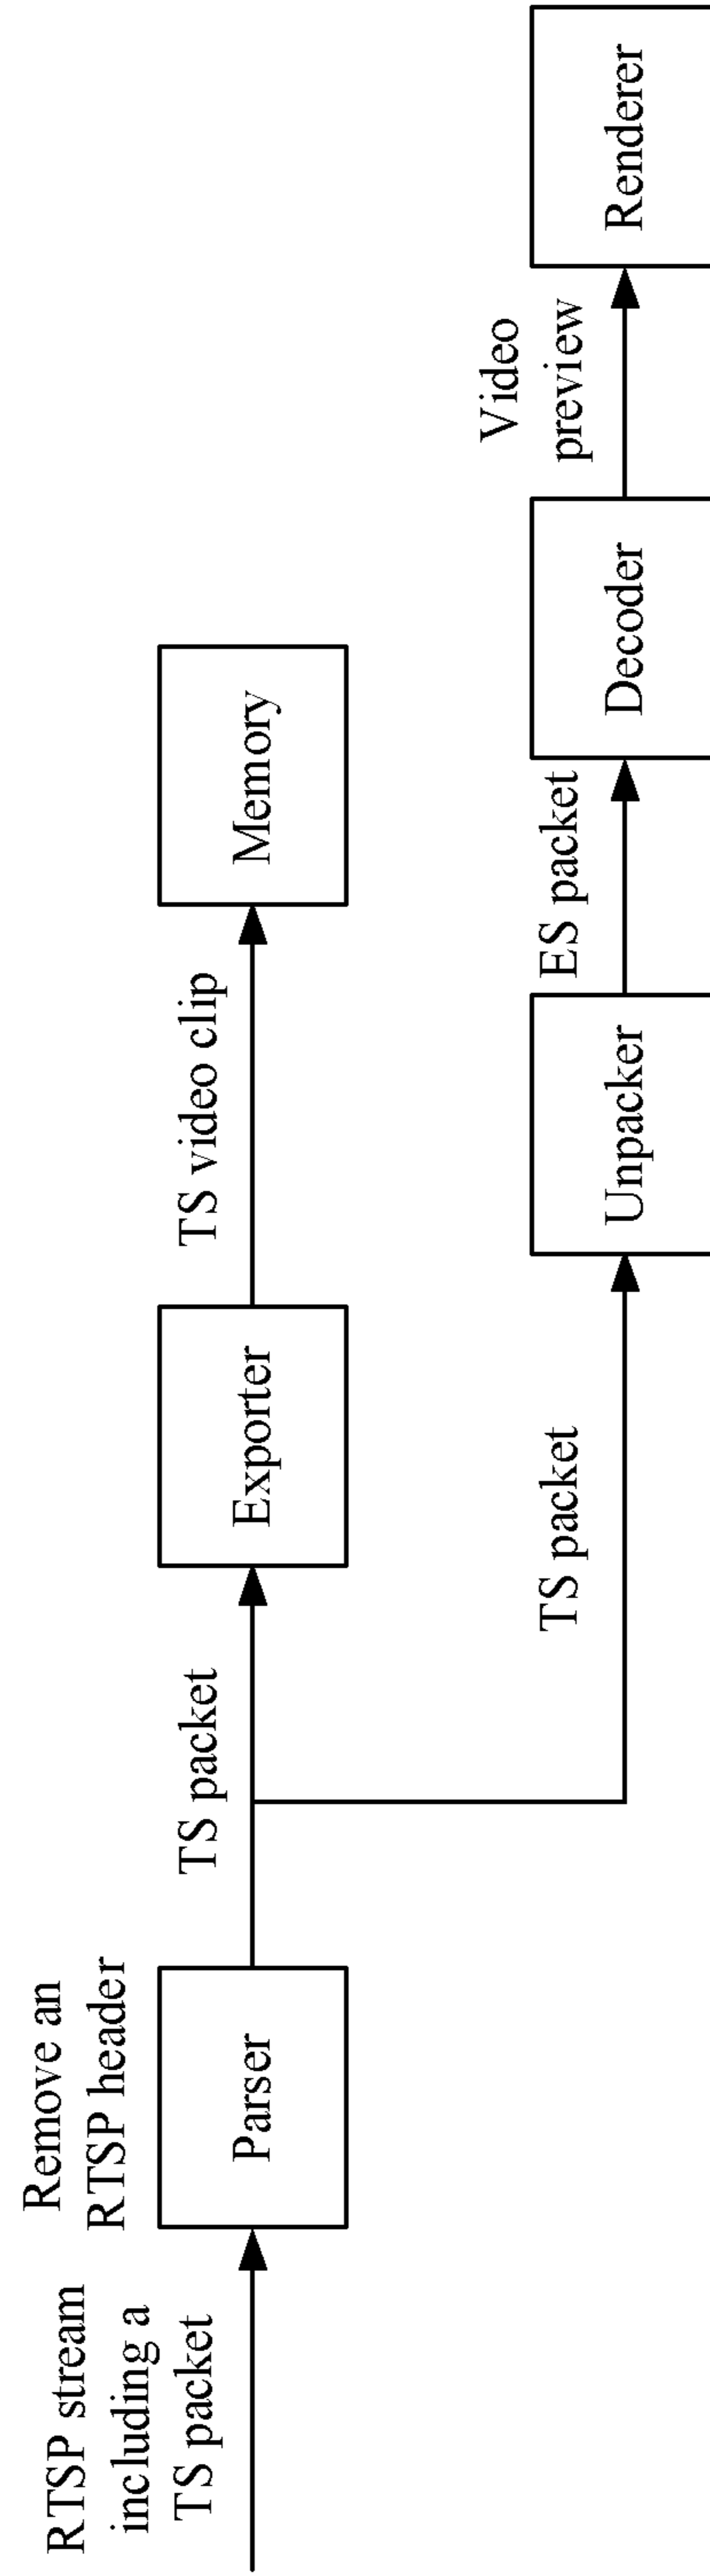 RTSP stream
including a
TS packet
Remove an
RTSP header
Parser
TS packet
Exporter
TS video clip
Memory
TS packet
Unpacker
ES packet
Decoder
Video
preview
Renderer